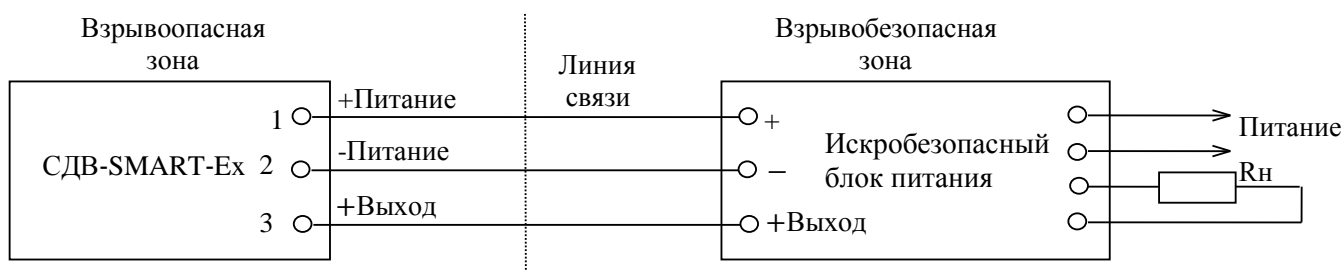 Взрывоопасная
зона
Взрывобезопасная
зона
Линия
связи
+Питание
1
СДВ-SMART-Ex
2
-Питание
3
+Выход
+
−
+Выход
Искробезопасный
блок питания
Питание
Rн